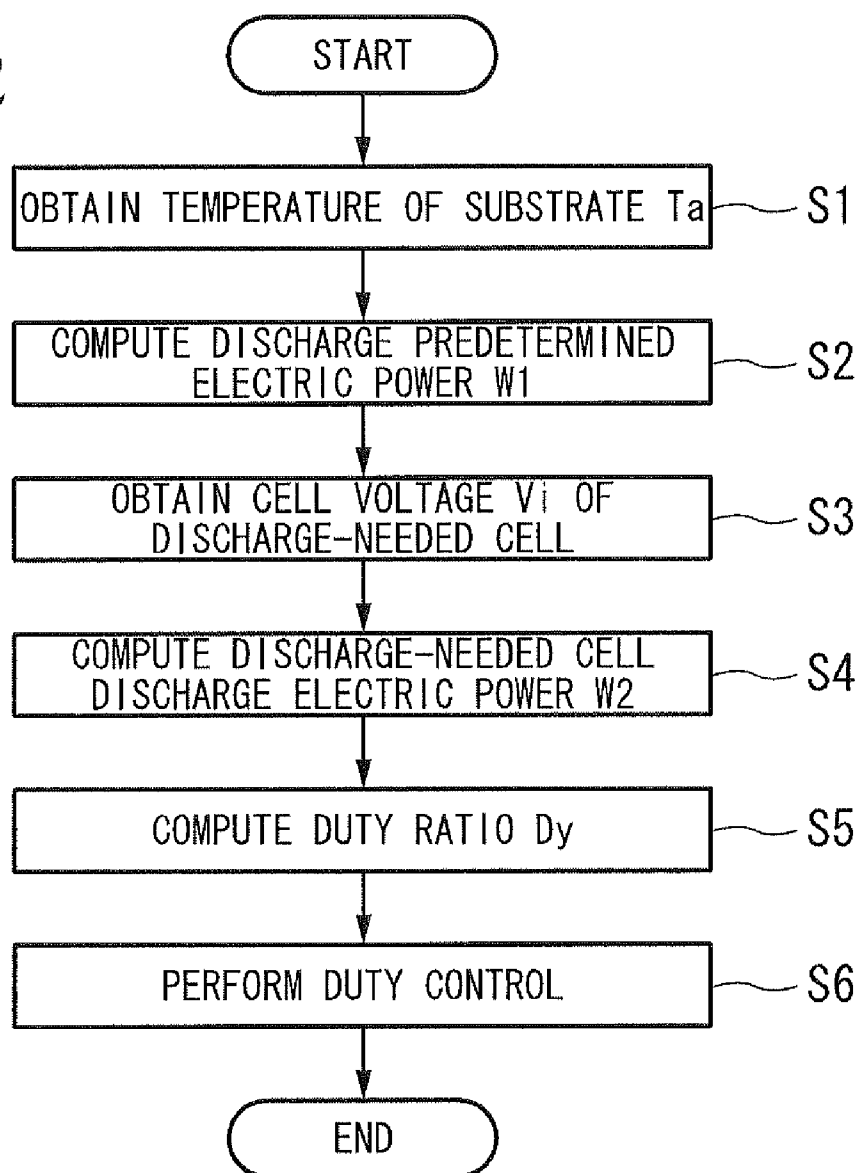 START
OBTAIN TEMPERATURE OF SUBSTRATE Ta
S1
COMPUTE DISCHARGE PREDETERMINED
ELECTRIC POWER W1
S2
OBTAIN CELL VOLTAGE Vi OF
DISCHARGE-NEEDED CELL
S3
COMPUTE DISCHARGE-NEEDED CELL
DISCHARGE ELECTRIC POWER W2
S4
COMPUTE DUTY RATIO Dy
S5
PERFORM DUTY CONTROL
S6
END